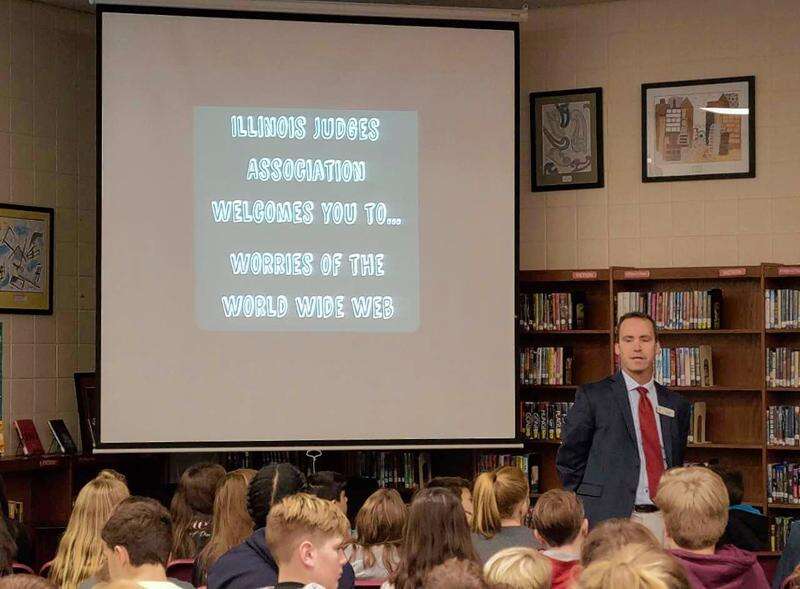 ILLINOIS JUDGES
ASSOCIATION
WELCOMES YOU TO...
WORRIES OF THE
WORLD WIDE WEB